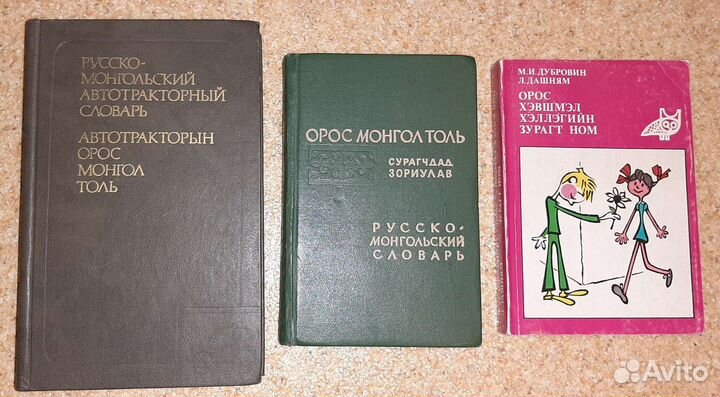 РУССКО-
МОНГОЛЬСКИЙ
АВТОТРАКТОРНЫЙ
СЛОВАРЬ
АВТОТРАКТОРЫН
ОРОС
МОНГОЛ
ТОЛЬ
ОРОС МОНГОЛ ТОЛЬ
СУРАГЧДАД
ЗОРИУЛАВ
РУССКО-
МОНГОЛЬСКИЙ
СЛОВАРЬ
М.И.ДУБРОВИН
Л.ДАШНЯМ
ОРОС
ХЭВШМЭЛ
ХЭЛЛЭГИЙН
ЗУРАГТ НОМ
Avito